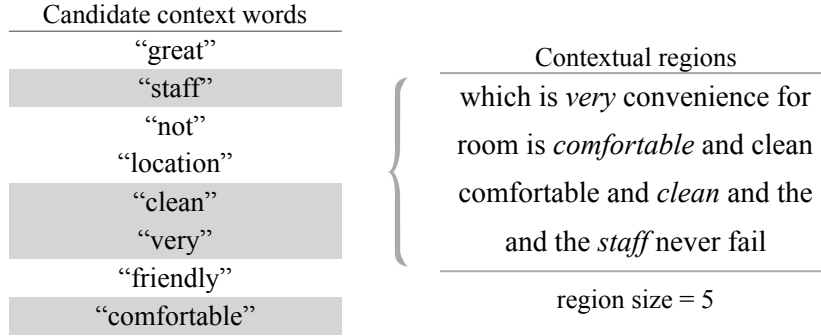 Candidate context words
“great”
“staff”
“not”
“location”
“clean”
“very”
“friendly”
“comfortable”
Contextual regions
which is very convenience for
room is comfortable and clean
comfortable and clean and the
and the staff never fail
region size = 5